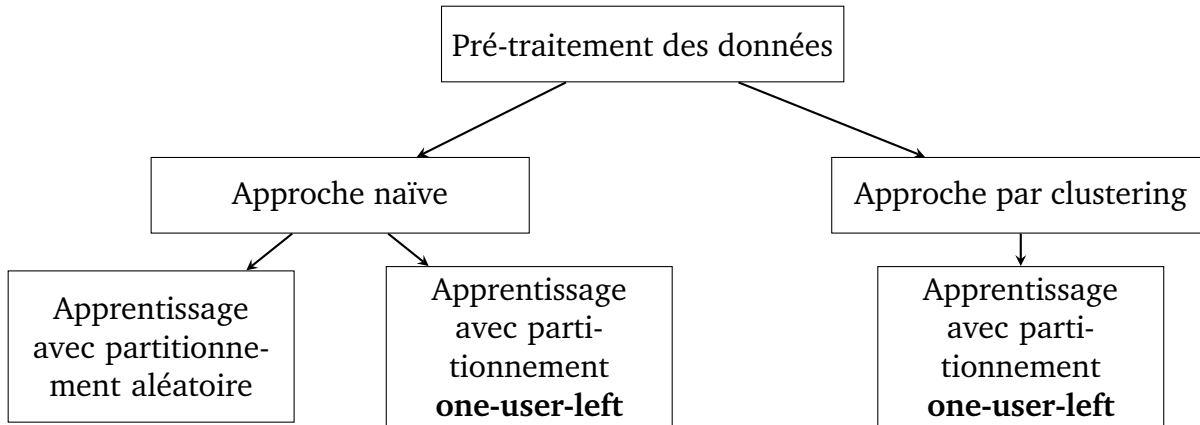 Pré-traitement des données
Approche naïve
Approche par clustering
Apprentissage
avec partitionne-
ment aléatoire
Apprentissage
avec parti-
tionnement
one-user-left
Apprentissage
avec parti-
tionnement
one-user-left